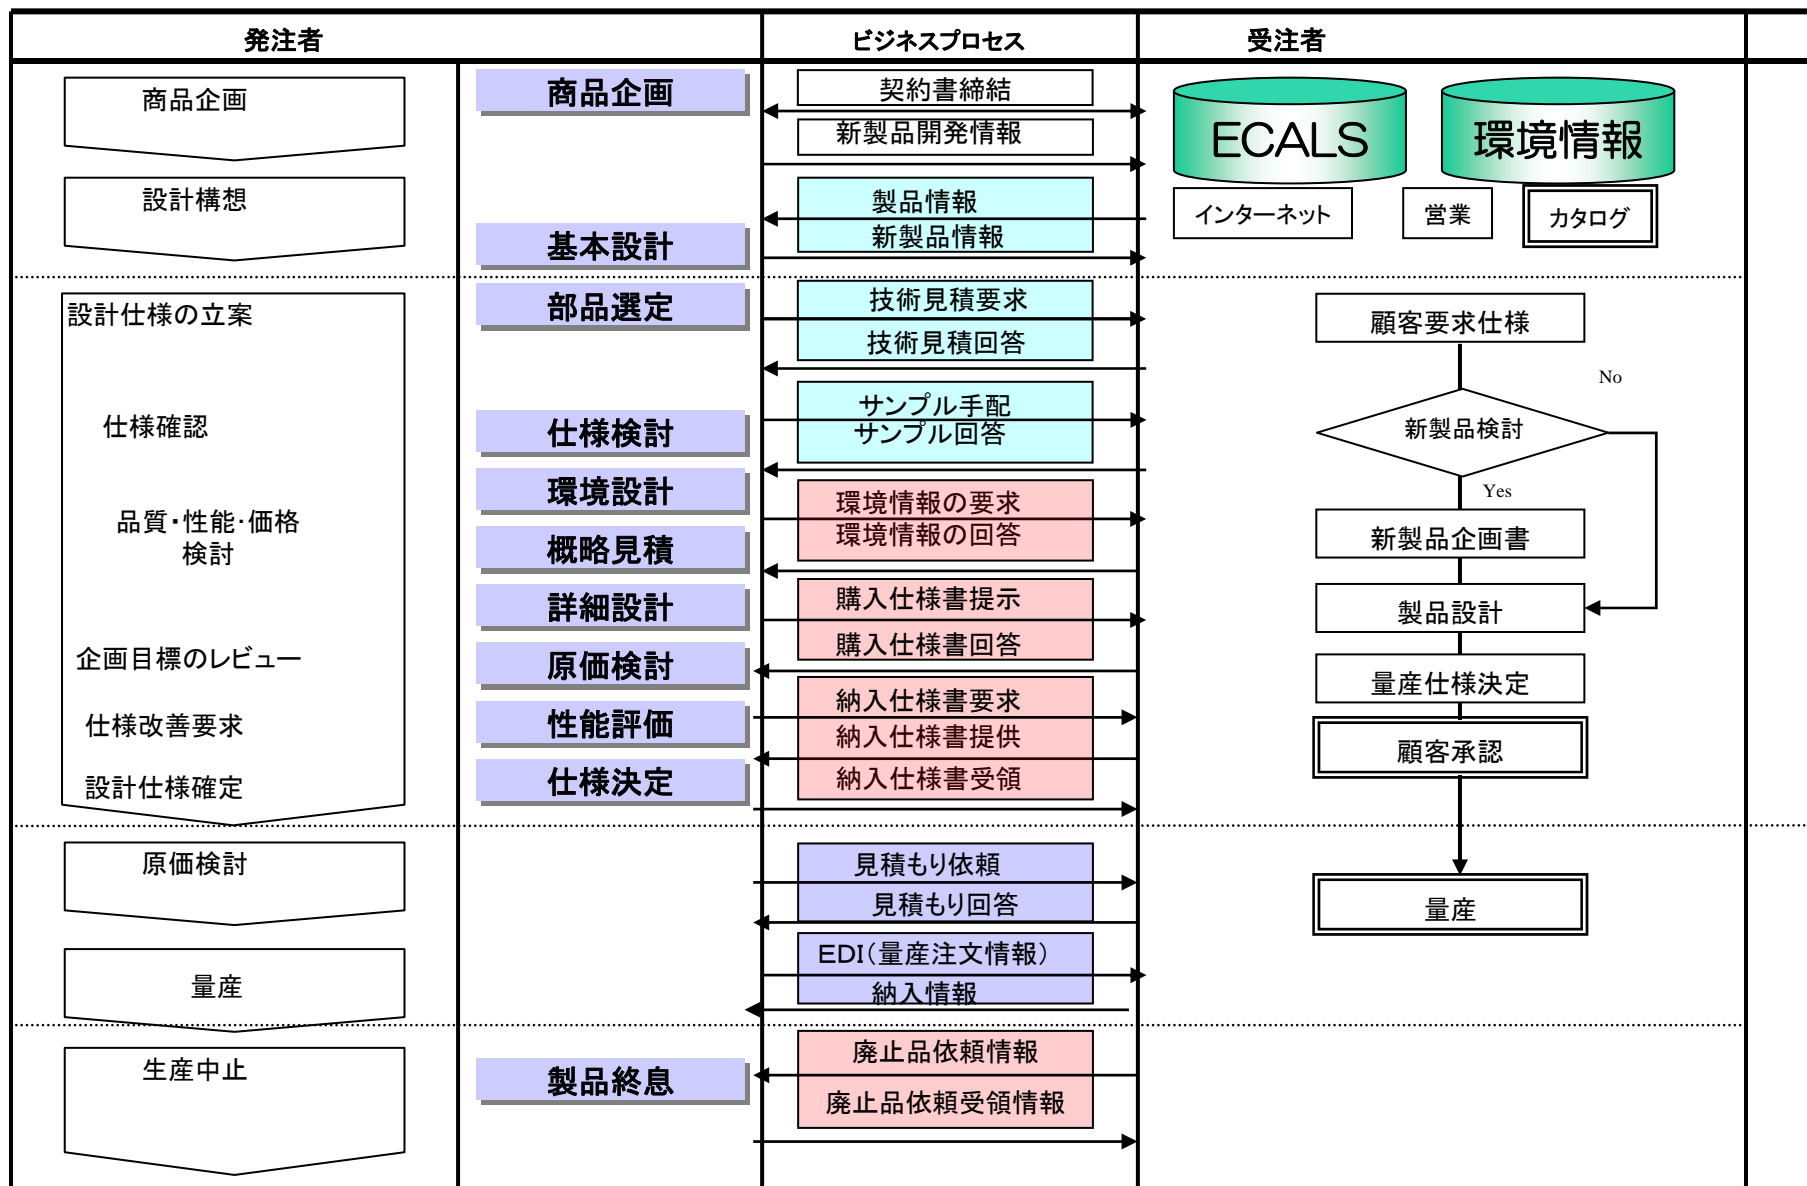 発注者
ビジネスプロセス
受注者
商品企画
設計構想
設計仕様の立案
仕様確認
品質・性能・価格
検討
企画目標のレビュー
仕様改善要求
設計仕様確定
原価検討
量産
生産中止
商品企画
基本設計
部品選定
仕様検討
環境設計
概略見積
詳細設計
原価検討
性能評価
仕様決定
製品終息
契約書締結
新製品開発情報
製品情報
新製品情報
技術見積要求
技術見積回答
サンプル手配
サンプル回答
環境情報の要求
環境情報の回答
購入仕様書提示
購入仕様書回答
納入仕様書要求
納入仕様書提供
納入仕様書受領
見積もり依頼
見積もり回答
EDI(量産注文情報)
納入情報
廃止品依頼情報
廃止品依頼受領情報
ECALS
環境情報
インターネット
営業
カタログ
顧客要求仕様
No
新製品検討
Yes
新製品企画書
製品設計
量産仕様決定
顧客承認
量産